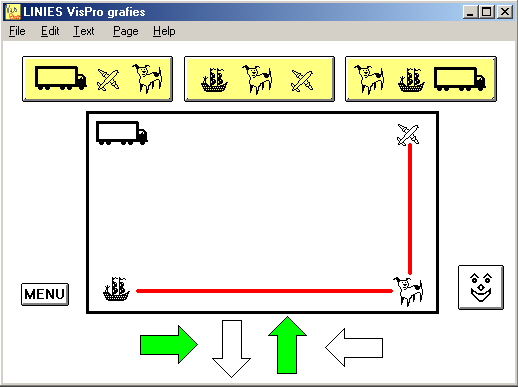 LINIES VisPro grafies
File Edit Text Page Help
MENU